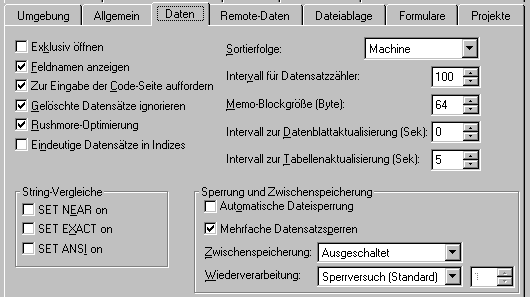 Umgebung Allgemein Daten Remote-Daten Dateiablage Formulare Projekte
Exklusiv öffnen
Feldnamen anzeigen
Zur Eingabe der Code-Seite auffordern
Gelöschte Datensätze ignorieren
Rushmore-Optimierung
Eindeutige Datensätze in Indizes
Sortierfolge: Machine
Intervall für Datensatzzähler: 100
Memo-Blockgröße (Byte): 64
Intervall zur Datenblattaktualisierung (Sek): 0
Intervall zur Tabellenaktualisierung (Sek): 5
String-Vergleiche
SET NEAR on
SET EXACT on
SET ANSI on
Sperrung und Zwischenspeicherung
Automatische Dateisperrung
Mehrfache Datensatzsperren
Zwischenspeicherung: Ausgeschaltet
Wiederverarbeitung: Sperrversuch (Standard)